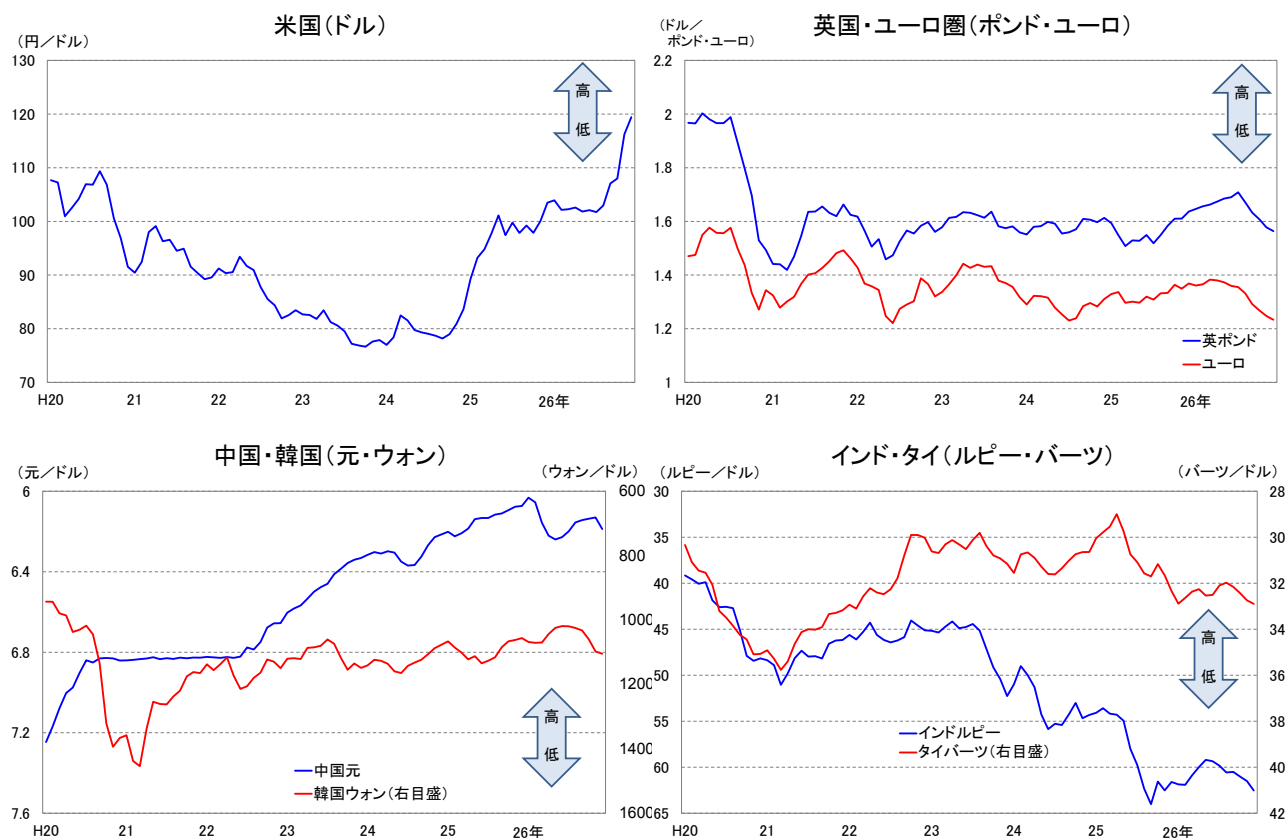 米国(ドル)
(円/ドル)
130
120
110
100
90
80
70
高
低
H20
21
22
23
24
25
26年
英国・ユーロ圏(ポンド・ユーロ)
(ドル/
ポンド・ユーロ)
2.2
2
1.8
1.6
1.4
1.2
1
高
低
英ポンド
ユーロ
H20
21
22
23
24
25
26年
中国・韓国(元・ウォン)
(元/ドル)
(ウォン/ドル)
6
6.4
6.8
7.2
7.6
600
800
1000
1200
1400
1600
高
低
中国元
韓国ウォン(右目盛)
H20
21
22
23
24
25
26年
インド・タイ(ルピー・バーツ)
(ルピー/ドル)
(バーツ/ドル)
30
35
40
45
50
55
60
65
28
30
32
34
36
38
40
42
高
低
インドルピー
タイバーツ(右目盛)
H20
21
22
23
24
25
26年